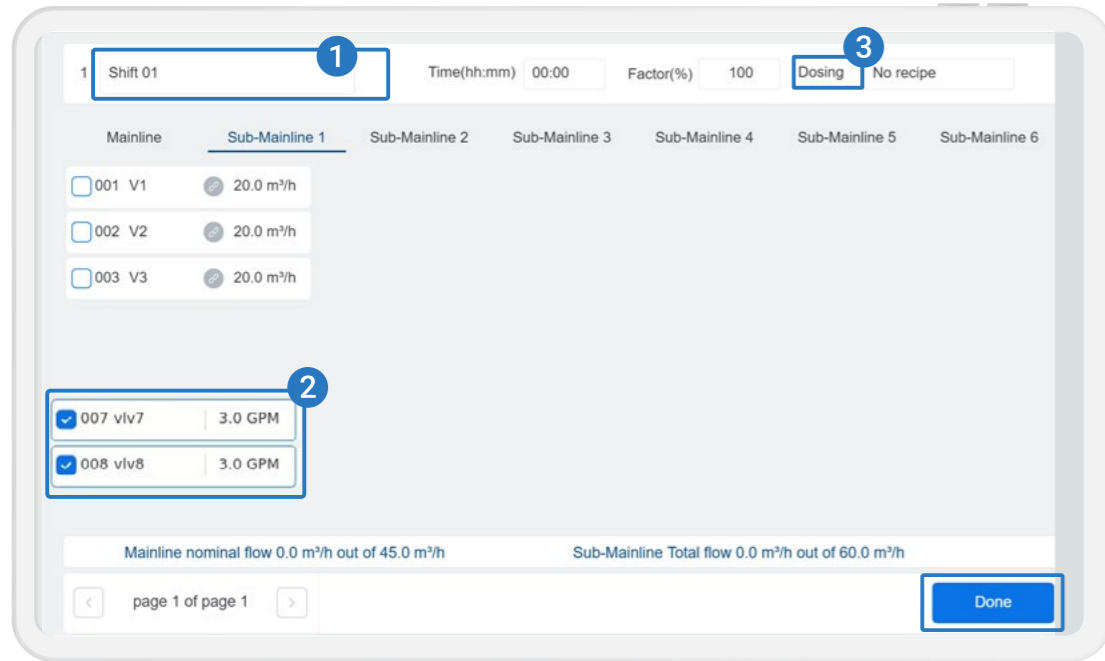 1 Shift 01 1 Time(hh:mm) 00:00 Factor(%) 100 3 Dosing No recipe
Mainline Sub-Mainline 1 Sub-Mainline 2 Sub-Mainline 3 Sub-Mainline 4 Sub-Mainline 5 Sub-Mainline 6
001 V1 20.0 m³/h
002 V2 20.0 m³/h
003 V3 20.0 m³/h
2
007 vlv7 3.0 GPM
008 vlv8 3.0 GPM
Mainline nominal flow 0.0 m³/h out of 45.0 m³/h Sub-Mainline Total flow 0.0 m³/h out of 60.0 m³/h
< page 1 of page 1 > Done